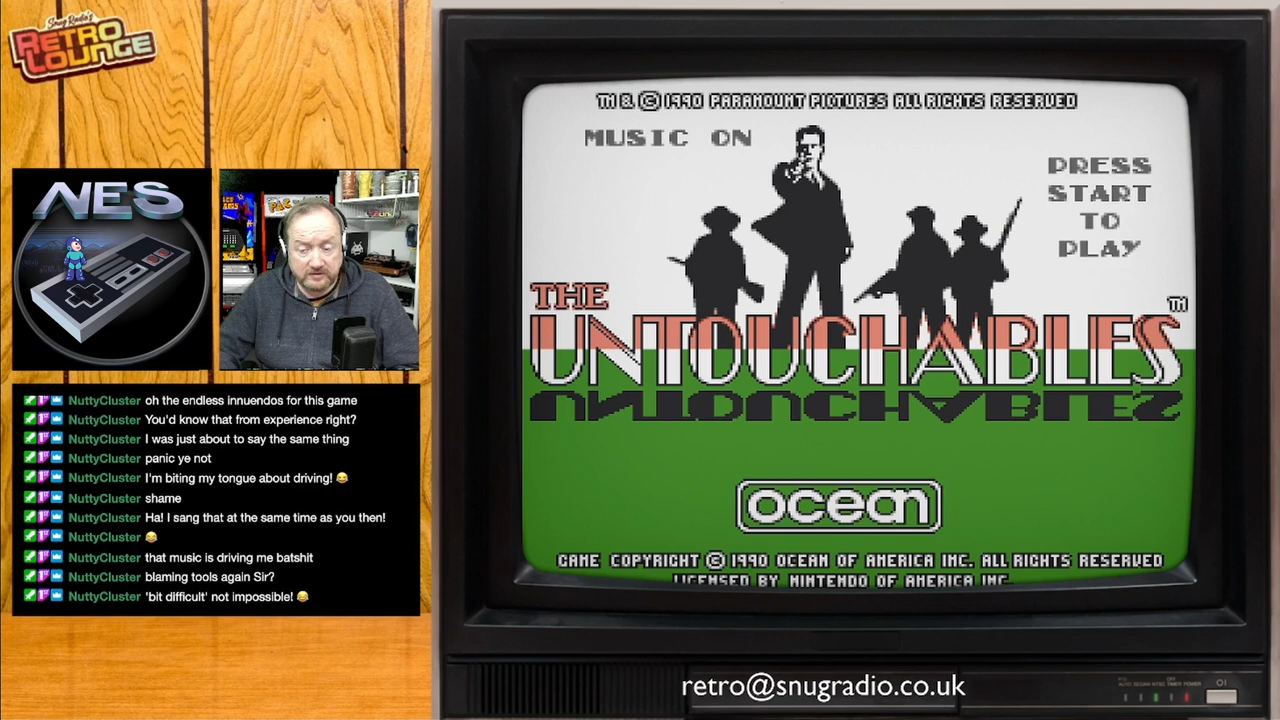 Snug Radio's
RETRO
LOUNGE
NES
NuttyCluster oh the endless innuendos for this game
NuttyCluster You'd know that from experience right?
NuttyCluster I was just about to say the same thing
NuttyCluster panic ye not
NuttyCluster I'm biting my tongue about driving! 😂
NuttyCluster shame
NuttyCluster Ha! I sang that at the same time as you then!
NuttyCluster 😂
NuttyCluster that music is driving me batshit
NuttyCluster blaming tools again Sir?
NuttyCluster 'bit difficult' not impossible! 😂
TM & © 1990 PARAMOUNT PICTURES ALL RIGHTS RESERVED
MUSIC ON
PRESS
START
TO
PLAY
THE
UNTOUCHABLES TM
ocean
GAME COPYRIGHT © 1990 OCEAN OF AMERICA INC. ALL RIGHTS RESERVED
LICENSED BY NINTENDO OF AMERICA INC.
retro@snugradio.co.uk